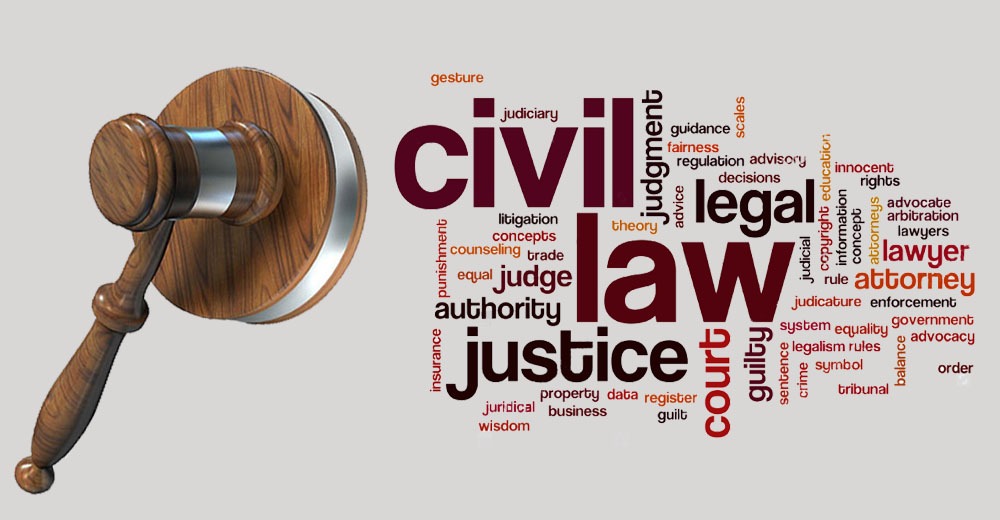 gesture
civil
judiciary
judgment
guidance
scales
fairness
regulation
advisory
education
innocent
decisions
rights
advice
legal
litigation
concepts
theory
punishment
counseling
trade
equal
judge
authority
law
judicial
copyright
information
concept
attorneys
advocate
arbitration
lawyers
lawyer
rule
attorney
judicature
enforcement
insurance
justice
court
guilty
system
equality
government
legalism
rules
advocacy
sentence
crime
symbol
balance
order
tribunal
property
data
register
juridical
business
guilt
wisdom